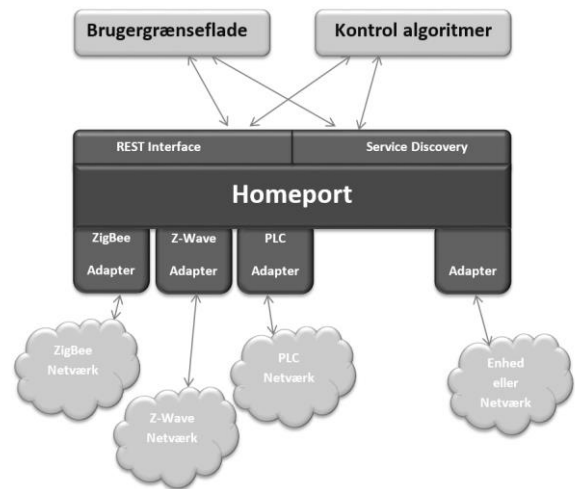 Brugergrænseflade
Kontrol algoritmer
REST Interface
Service Discovery
Homeport
ZigBee
Adapter
Z-Wave
Adapter
PLC
Adapter
Adapter
ZigBee
Netværk
Z-Wave
Netværk
PLC
Netværk
Enhed
eller
Netværk